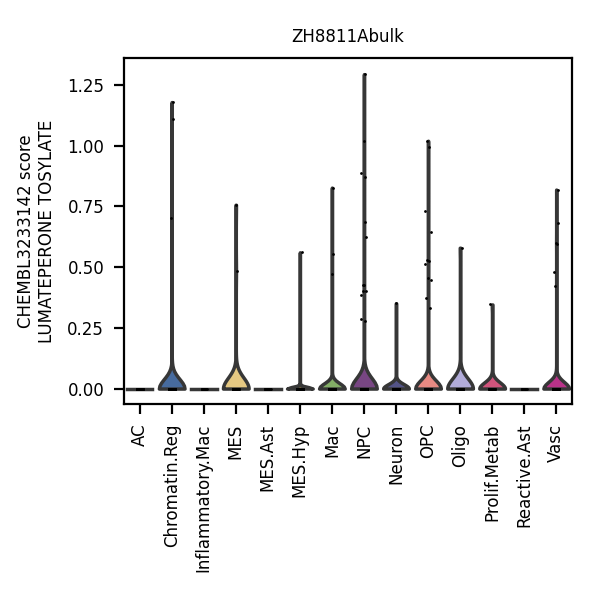 ZH8811Abulk
CHEMBL3233142 score
LUMATEPERONE TOSYLATE
1.25
1.00
0.75
0.50
0.25
0.00
AC
Chromatin.Reg
Inflammatory.Mac
MES
MES.Ast
MES.Hyp
Mac
NPC
Neuron
OPC
Oligo
Prolif.Metab
Reactive.Ast
Vasc